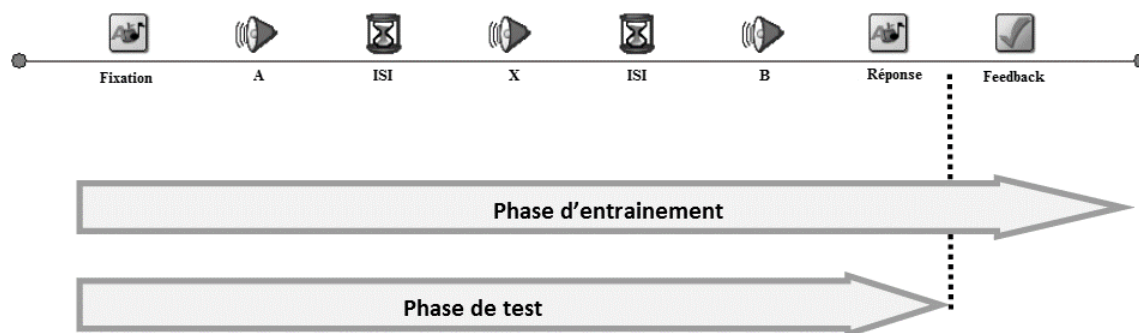 Fixation A ISI X ISI B Réponse Feedback
Phase d’entrainement
Phase de test